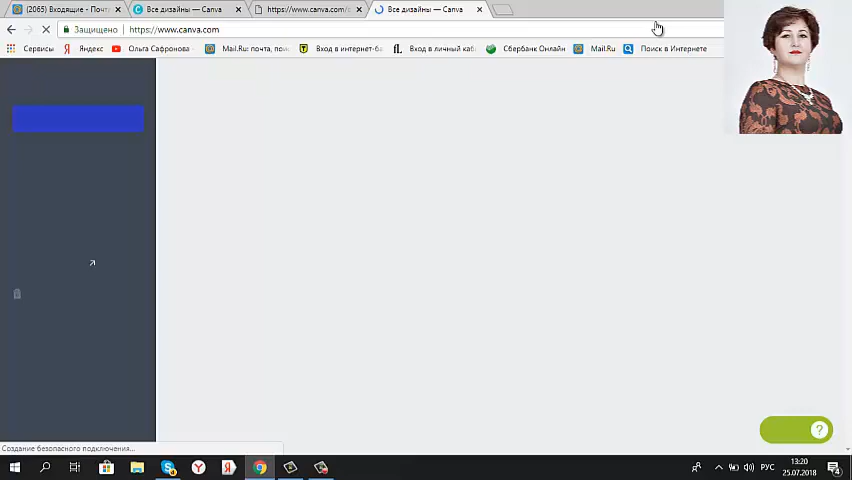 (2065) Входящие - Почт
Все дизайны — Canva
https://www.canva.com/
Все дизайны — Canva
Защищено
https://www.canva.com
Сервисы
Яндекс
Ольга Сафронова
Mail.Ru: почта, пои
Вход в интернет-ба
Вход в личный каб
Сбербанк Онлайн
Mail.Ru
Поиск в Интернете
?
Создание безопасного подключения...
РУС
13:20
25.07.2018
4